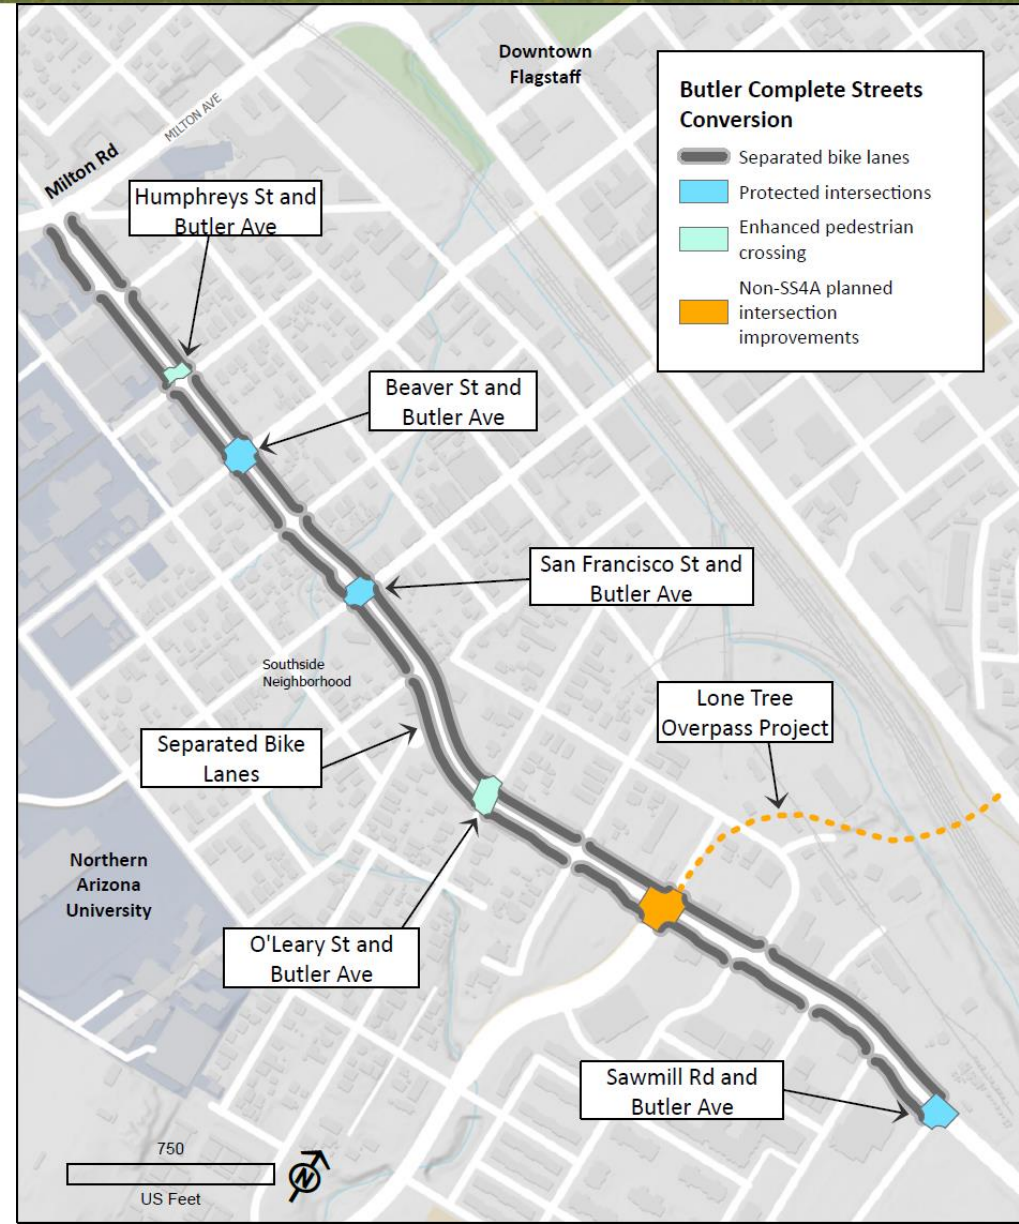 Downtown
Flagstaff
Butler Complete Streets
Conversion
Separated bike lanes
Protected intersections
Enhanced pedestrian
crossing
Non-SS4A planned
intersection
improvements
MILTON AVE
Milton Rd
Humphreys St and
Butler Ave
Beaver St and
Butler Ave
San Francisco St and
Butler Ave
Southside
Neighborhood
Lone Tree
Overpass Project
Separated Bike
Lanes
Northern
Arizona
University
O'Leary St and
Butler Ave
Sawmill Rd and
Butler Ave
750
US Feet
N